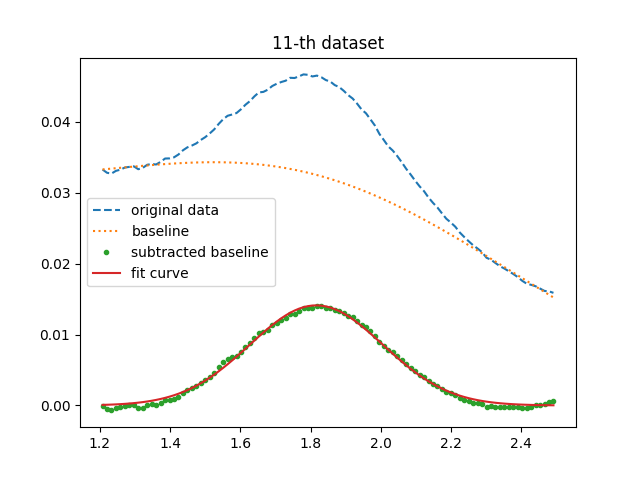 11-th dataset
0.04
0.03
0.02
0.01
0.00
original data
baseline
subtracted baseline
fit curve
1.2 1.4 1.6 1.8 2.0 2.2 2.4